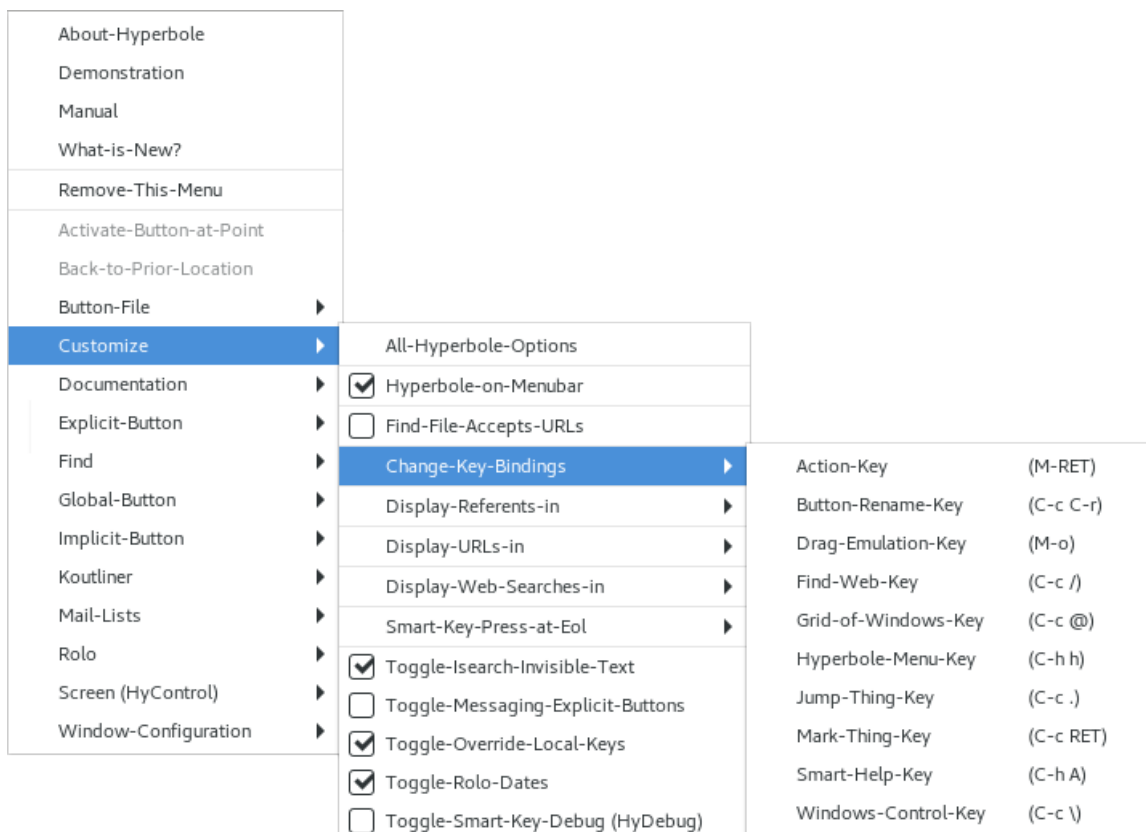 About-Hyperbole
Demonstration
Manual
What-is-New?
Remove-This-Menu
Activate-Button-at-Point
Back-to-Prior-Location
Button-File
Customize
Documentation
Explicit-Button
Find
Global-Button
Implicit-Button
Koutliner
Mail-Lists
Rolo
Screen (HyControl)
Window-Configuration
All-Hyperbole-Options
Hyperbole-on-Menubar
Find-File-Accepts-URLs
Change-Key-Bindings
Display-Referents-in
Display-URLs-in
Display-Web-Searches-in
Smart-Key-Press-at-Eol
Toggle-Isearch-Invisible-Text
Toggle-Messaging-Explicit-Buttons
Toggle-Override-Local-Keys
Toggle-Rolo-Dates
Toggle-Smart-Key-Debug (HyDebug)
Action-Key (M-RET)
Button-Rename-Key (C-c C-r)
Drag-Emulation-Key (M-o)
Find-Web-Key (C-c /)
Grid-of-Windows-Key (C-c @)
Hyperbole-Menu-Key (C-h h)
Jump-Thing-Key (C-c .)
Mark-Thing-Key (C-c RET)
Smart-Help-Key (C-h A)
Windows-Control-Key (C-c \)